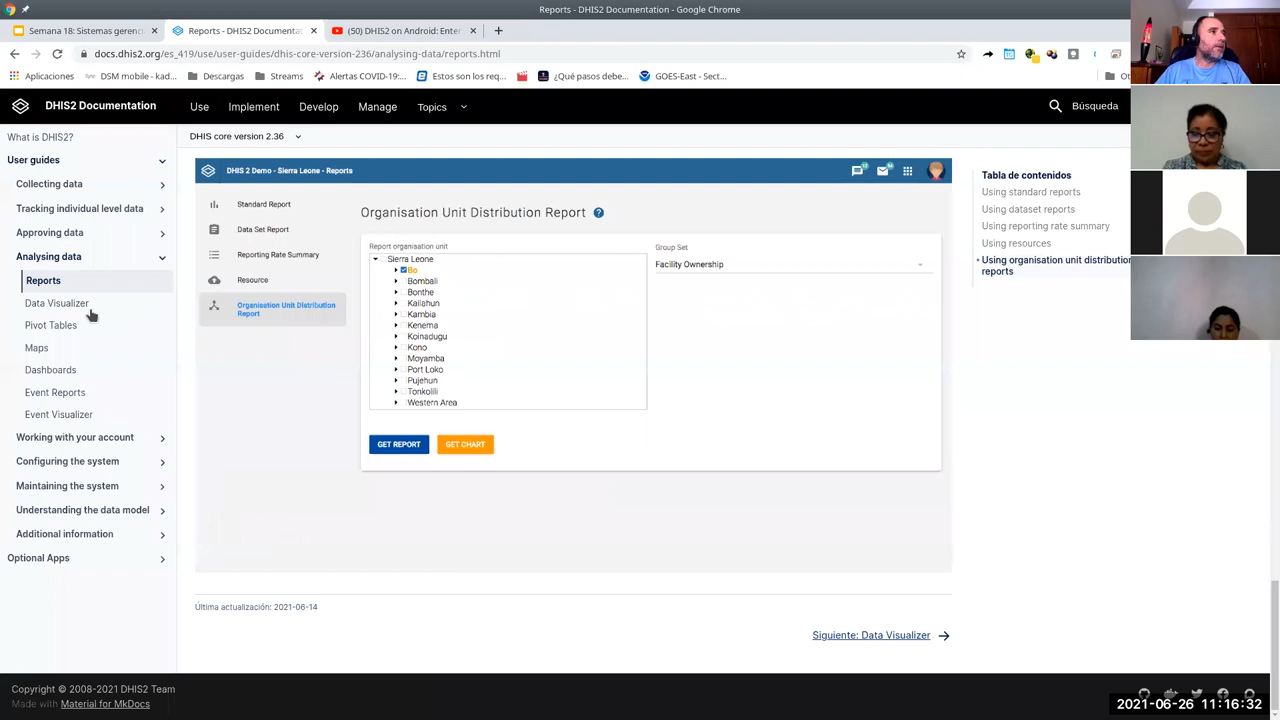 Reports - DHIS2 Documentation - Google Chrome
Semana 18: Sistemas gerenc
Reports - DHIS2 Documentation
(50) DHIS2 on Android: Enter
docs.dhis2.org/es_419/use/user-guides/dhis-core-version-236/analysing-data/reports.html
Aplicaciones
DSM mobile - kad...
Descargas
Streams
Alertas COVID-19:...
Estos son los req...
¿Qué pasos debe...
GOES-East - Sect...
DHIS2 Documentation
Use
Implement
Develop
Manage
Topics
Búsqueda
What is DHIS2?
User guides
Collecting data
Tracking individual level data
Approving data
Analysing data
Reports
Data Visualizer
Pivot Tables
Maps
Dashboards
Event Reports
Event Visualizer
Working with your account
Configuring the system
Maintaining the system
Understanding the data model
Additional information
Optional Apps
DHIS core version 2.36
DHIS 2 Demo - Sierra Leone - Reports
Standard Report
Data Set Report
Reporting Rate Summary
Resource
Organisation Unit Distribution
Report
Organisation Unit Distribution Report
Report organisation unit
Sierra Leone
Bo
Bombali
Bonthe
Kailahun
Kambia
Kenema
Koinadugu
Kono
Moyamba
Port Loko
Pujehun
Tonkolili
Western Area
Group Set
Facility Ownership
GET REPORT
GET CHART
Última actualización: 2021-06-14
Siguiente: Data Visualizer
Tabla de contenidos
Using standard reports
Using dataset reports
Using reporting rate summary
Using resources
Using organisation unit distribution
reports
Copyright © 2008-2021 DHIS2 Team
Made with Material for MkDocs
2021-06-26 11:16:32